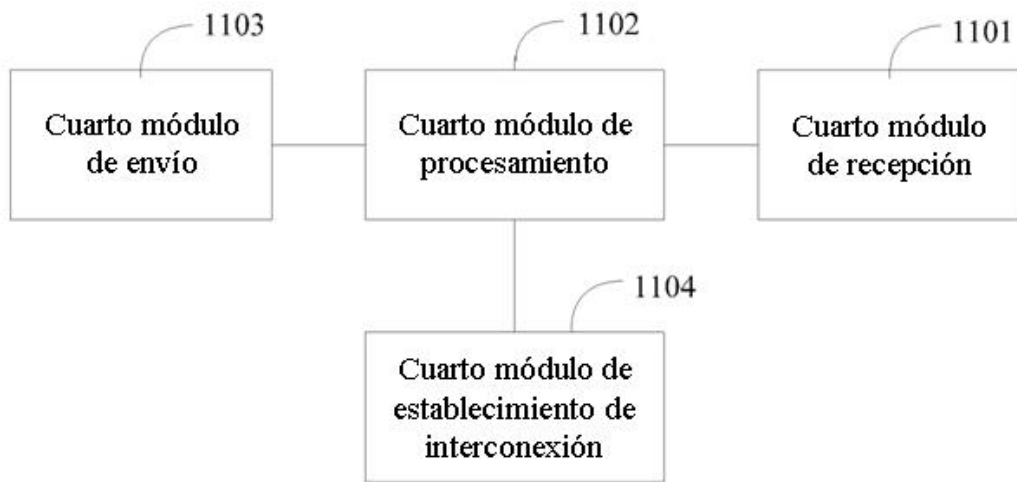 1103
1102
1101
Cuarto módulo
de envío
Cuarto módulo de
procesamiento
Cuarto módulo
de recepción
1104
Cuarto módulo de
establecimiento de
interconexión